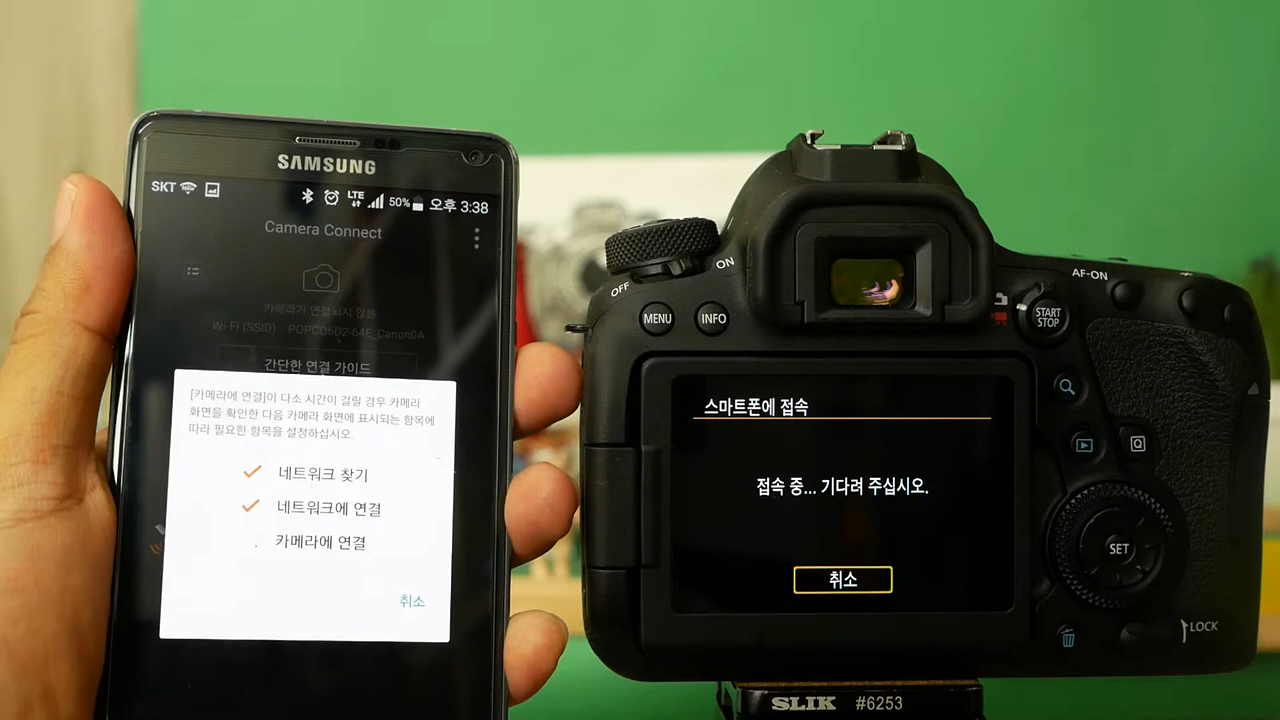 SAMSUNG
SKT
LTE
50%
오후 3:38
Camera Connect
카메라가 연결되지 않음
Wi-Fi (SSID) POPCO6D2-64E_Canon0A
간단한 연결 가이드
[카메라에 연결]이 다소 시간이 걸릴 경우 카메라
화면을 확인한 다음 카메라 화면에 표시되는 항목에
따라 필요한 항목을 설정하십시오.
네트워크 찾기
네트워크에 연결
카메라에 연결
취소
ON
OFF
MENU
INFO
AF-ON
START
STOP
스마트폰에 접속
접속 중... 기다려 주십시오.
취소
Q
SET
LOCK
SLIK #6253